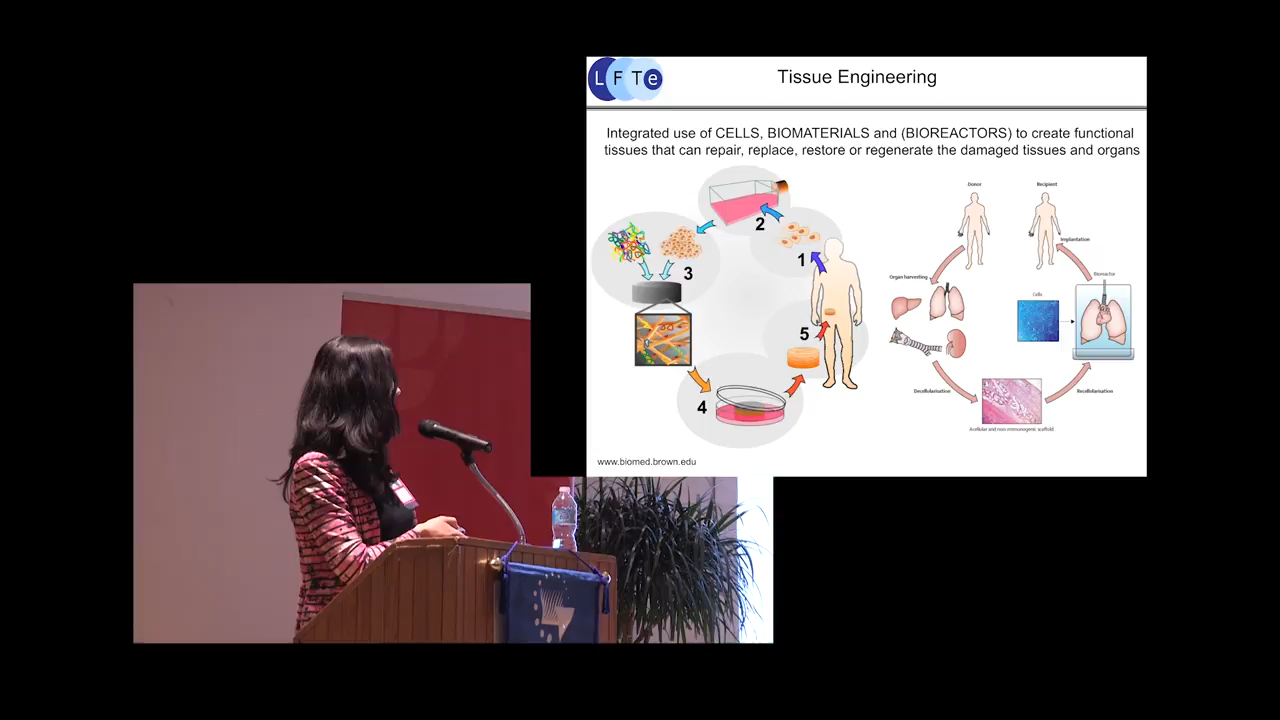 L F T e
Tissue Engineering
Integrated use of CELLS, BIOMATERIALS and (BIOREACTORS) to create functional
tissues that can repair, replace, restore or regenerate the damaged tissues and organs
2
1
3
5
4
Donor
Recipient
Implantation
Organ harvesting
Bioreactor
Cells
Decellularisation
Recellularisation
Acellular and non-immunogenic scaffold
www.biomed.brown.edu